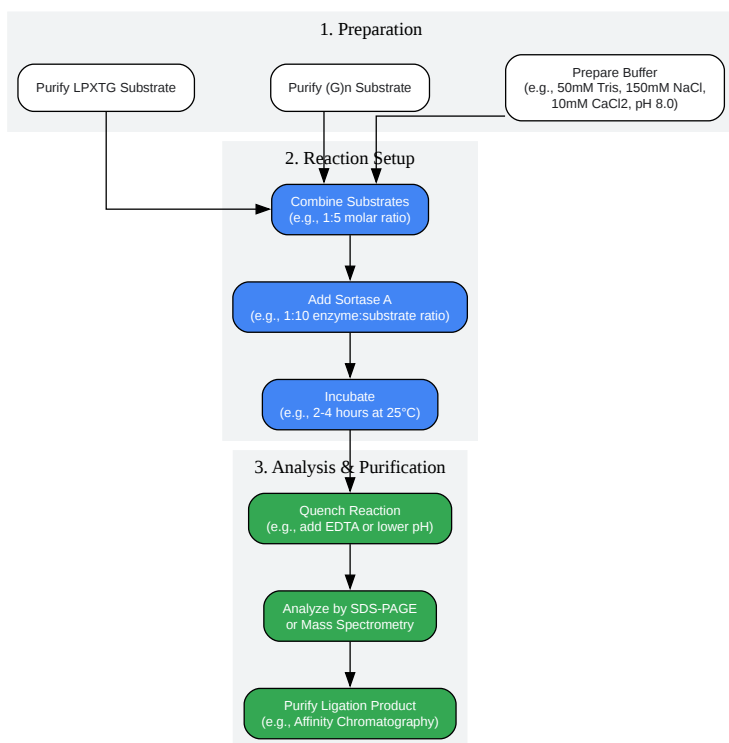 1. Preparation
Purify LPXTG Substrate
Purify (G)n Substrate
Prepare Buffer
(e.g., 50mM Tris, 150mM NaCl,
10mM CaCl2, pH 8.0)
2. Reaction Setup
Combine Substrates
(e.g., 1:5 molar ratio)
Add Sortase A
(e.g., 1:10 enzyme:substrate ratio)
Incubate
(e.g., 2-4 hours at 25°C)
3. Analysis & Purification
Quench Reaction
(e.g., add EDTA or lower pH)
Analyze by SDS-PAGE
or Mass Spectrometry
Purify Ligation Product
(e.g., Affinity Chromatography)